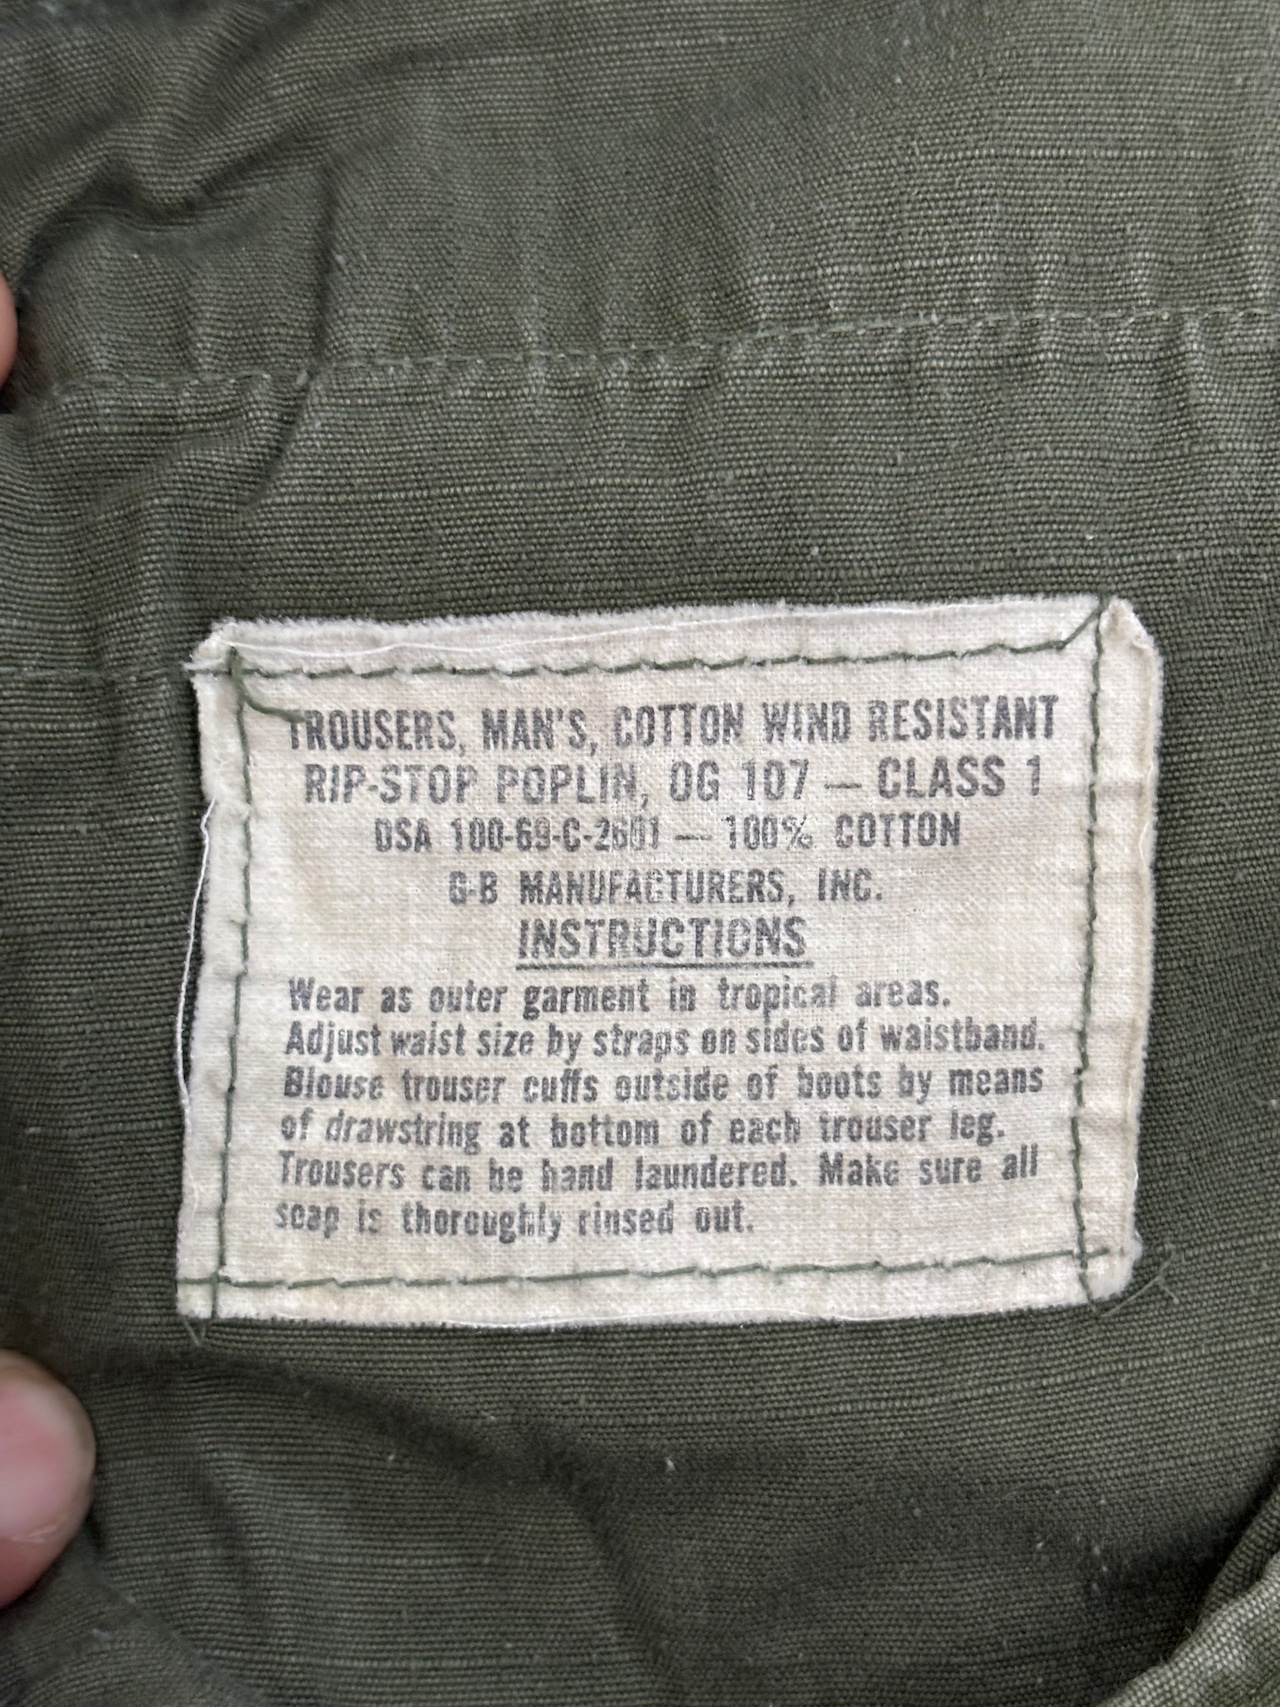 TROUSERS, MAN'S, COTTON WIND RESISTANT
RIP-STOP POPLIN, OG 107 — CLASS 1
DSA 100-69-C-2601 — 100% COTTON
G-B MANUFACTURERS, INC.
INSTRUCTIONS
Wear as outer garment in tropical areas.
Adjust waist size by straps on sides of waistband.
Blouse trouser cuffs outside of boots by means
of drawstring at bottom of each trouser leg.
Trousers can be hand laundered. Make sure all
soap is thoroughly rinsed out.